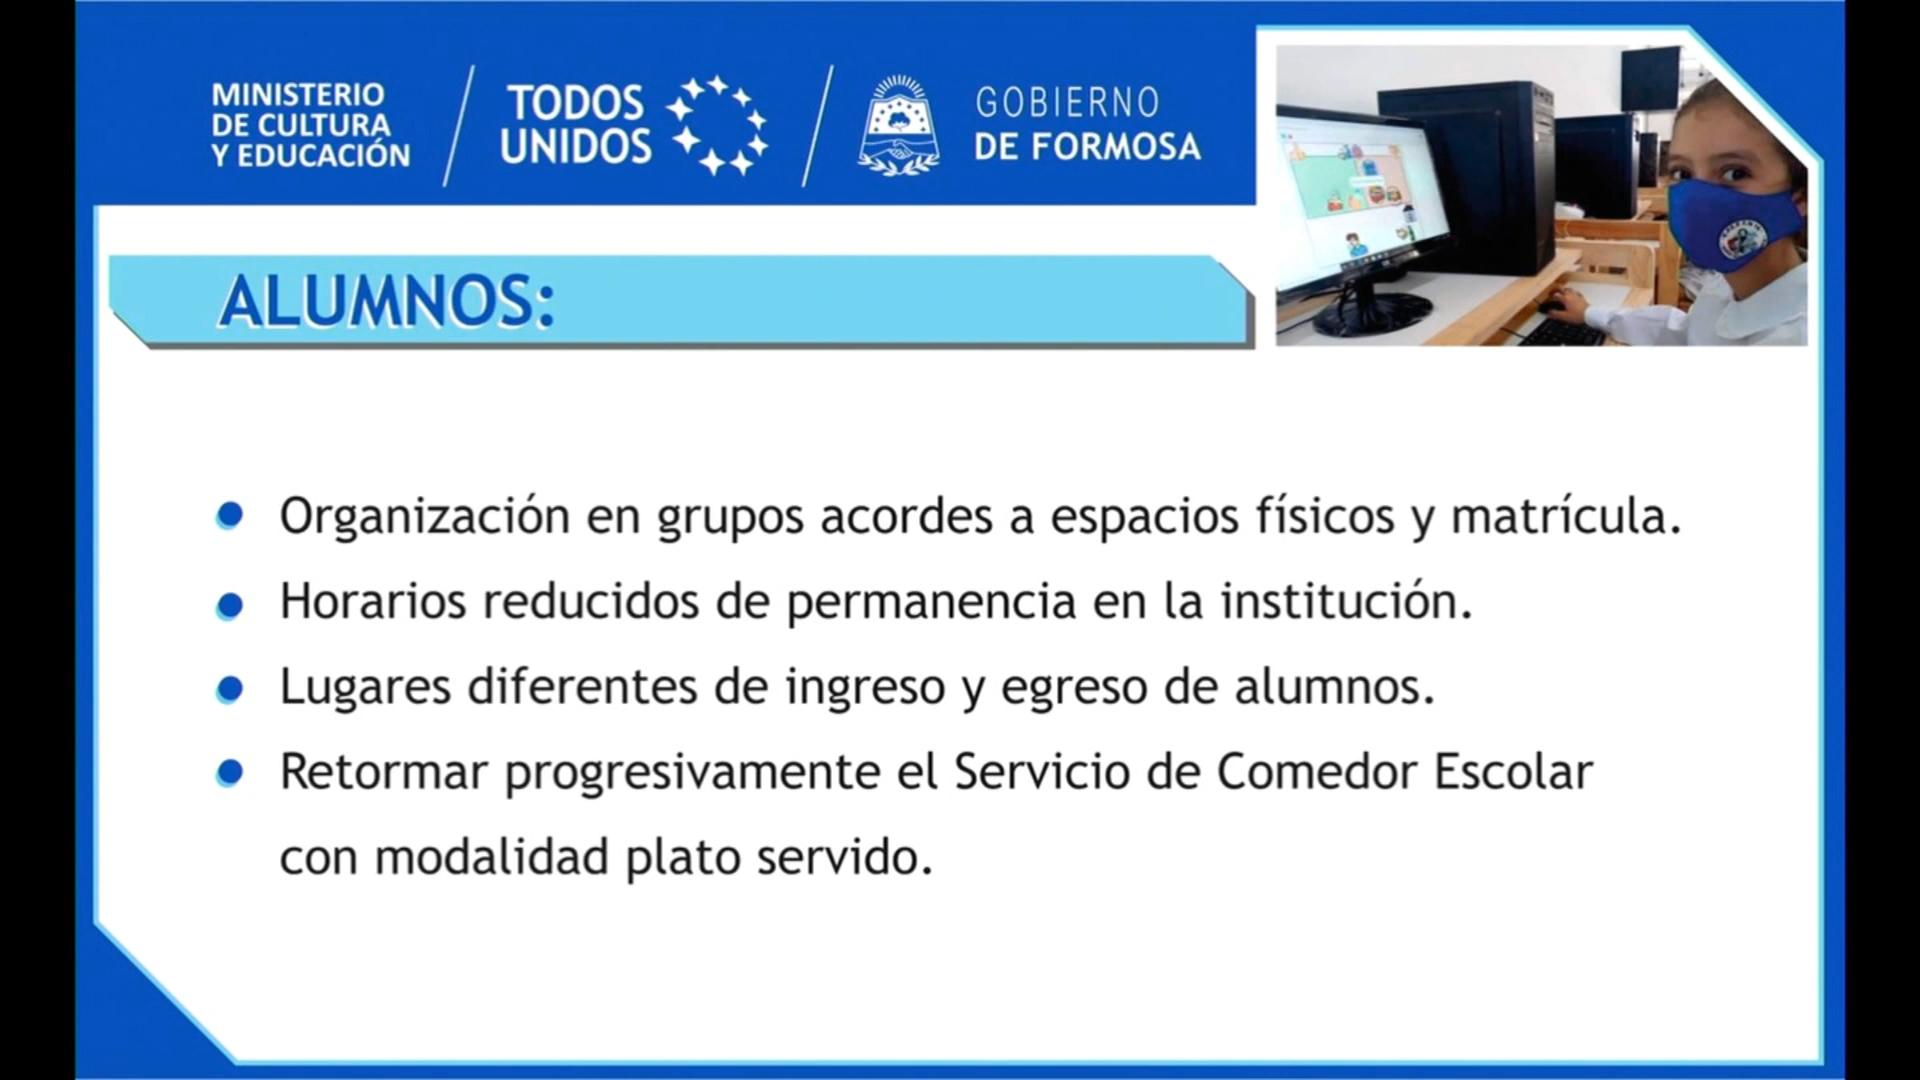 MINISTERIO
DE CULTURA
Y EDUCACIÓN
TODOS
UNIDOS
GOBIERNO
DE FORMOSA
ALUMNOS:
Organización en grupos acordes a espacios físicos y matrícula.
Horarios reducidos de permanencia en la institución.
Lugares diferentes de ingreso y egreso de alumnos.
Retormar progresivamente el Servicio de Comedor Escolar
con modalidad plato servido.